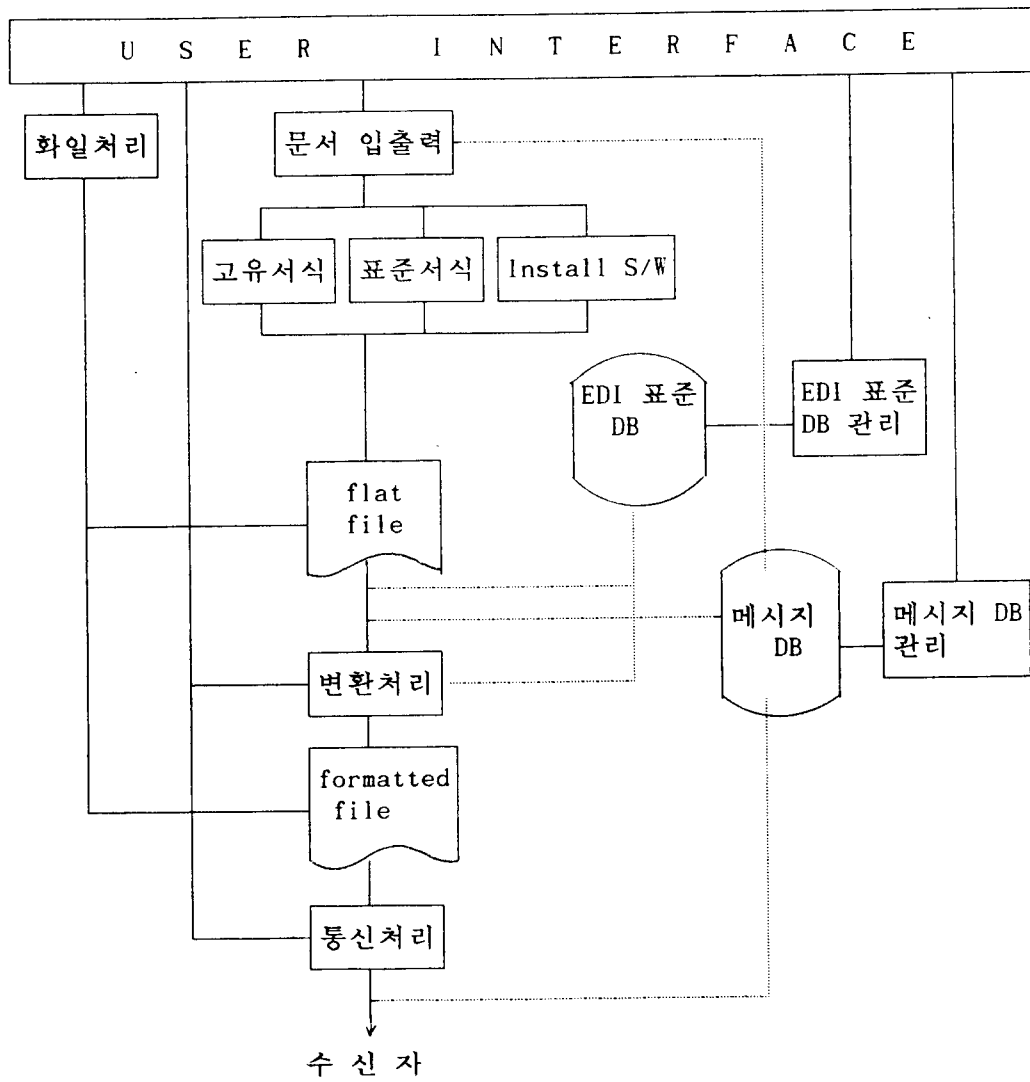 U S E R I N T E R F A C E
화일처리
문서 입출력
고유서식
표준서식
Install S/W
EDI 표준
DB
EDI 표준
DB 관리
flat
file
메시지
DB
메시지 DB
관리
변환처리
formatted
file
통신처리
수 신 자